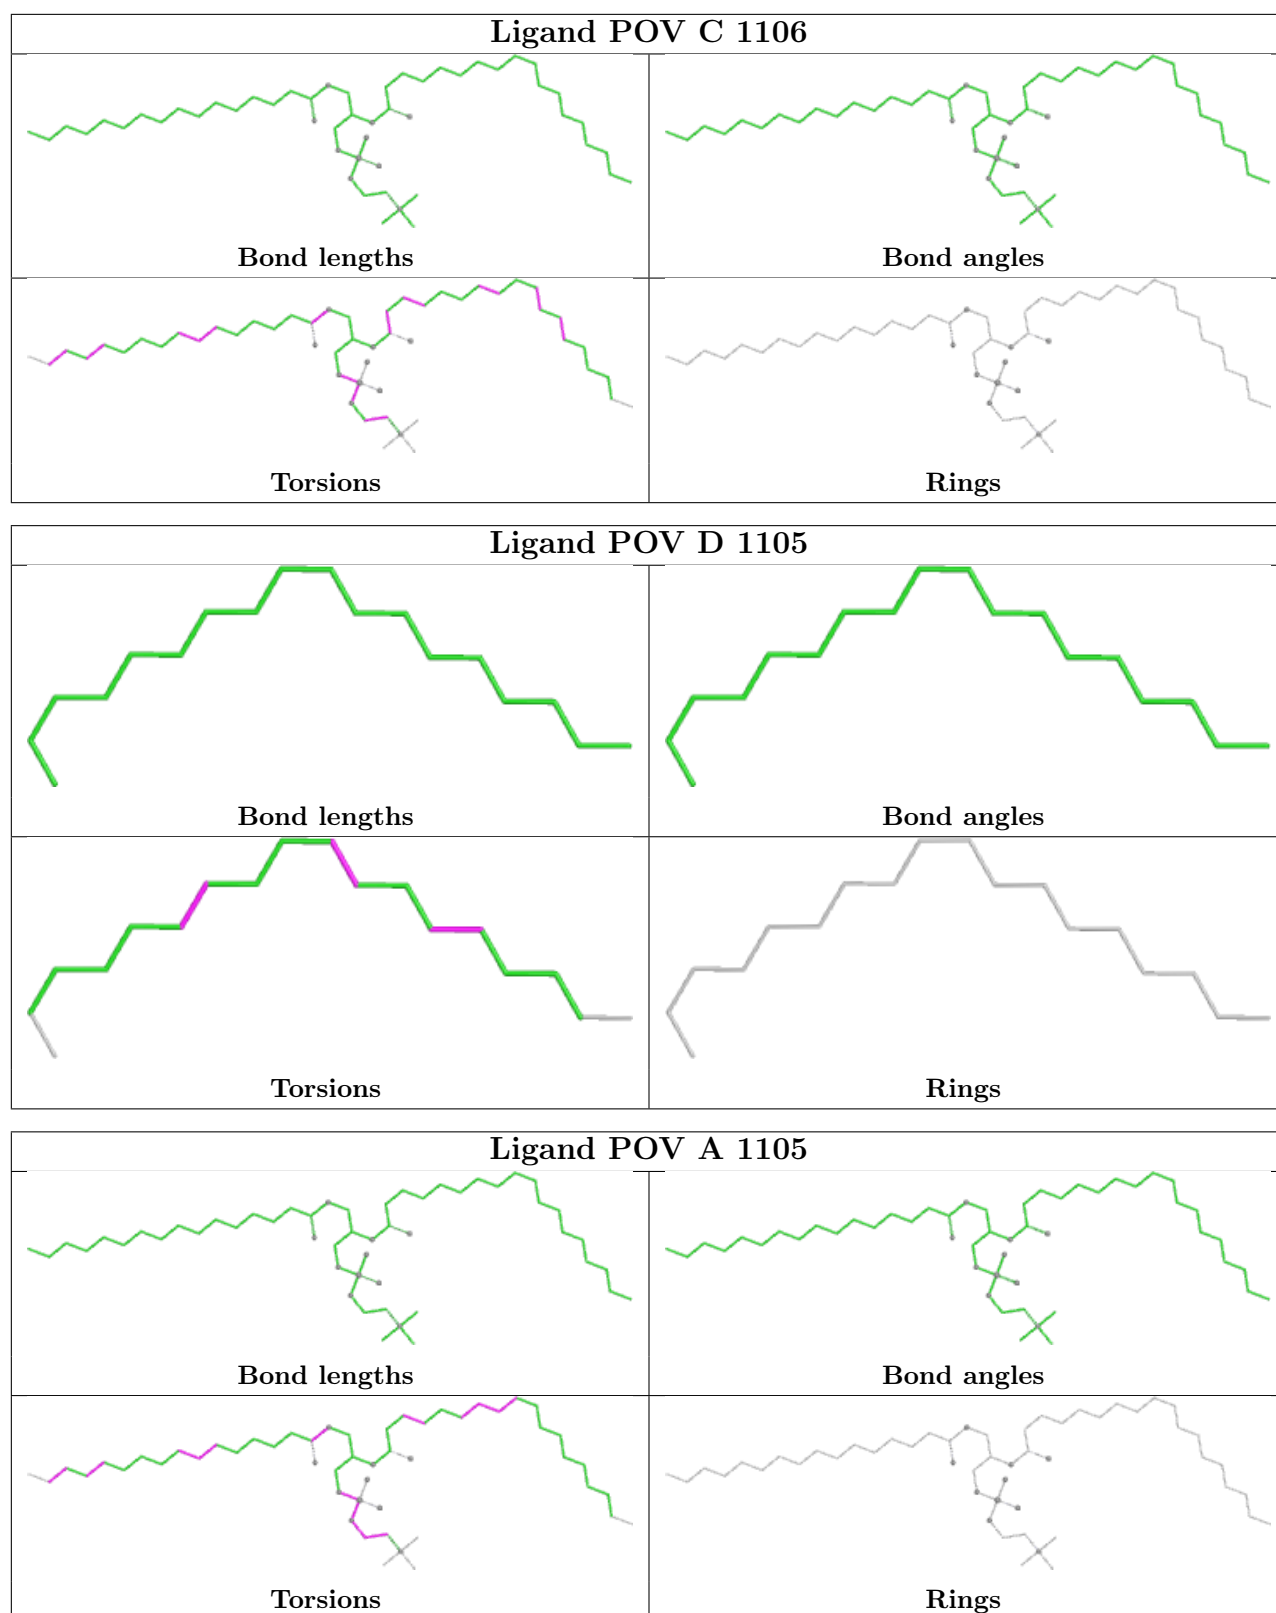 Ligand POV C 1106
Bond lengths
Bond angles
Torsions
Rings
Ligand POV D 1105
Bond lengths
Bond angles
Torsions
Rings
Ligand POV A 1105
Bond lengths
Bond angles
Torsions
Rings